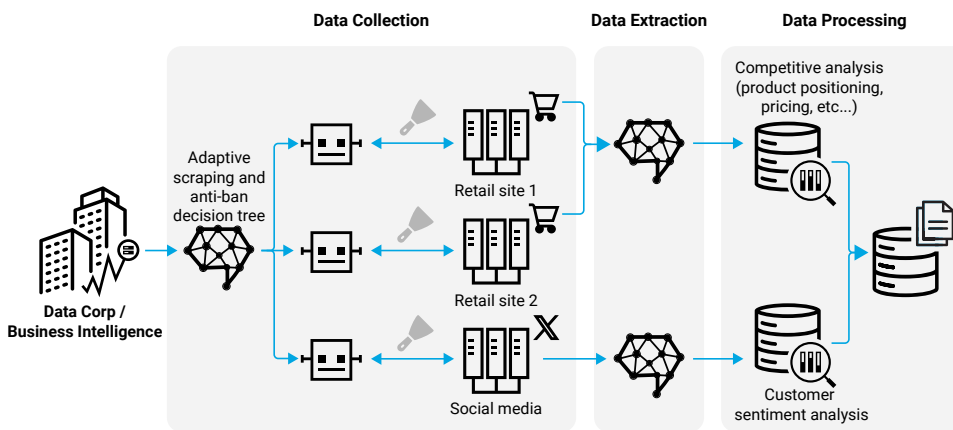 Data Collection
Data Extraction
Data Processing
Adaptive
scraping and
anti-ban
decision tree
Retail site 1
Retail site 2
Social media
Competitive analysis
(product positioning,
pricing, etc...)
Customer
sentiment analysis
Data Corp /
Business Intelligence